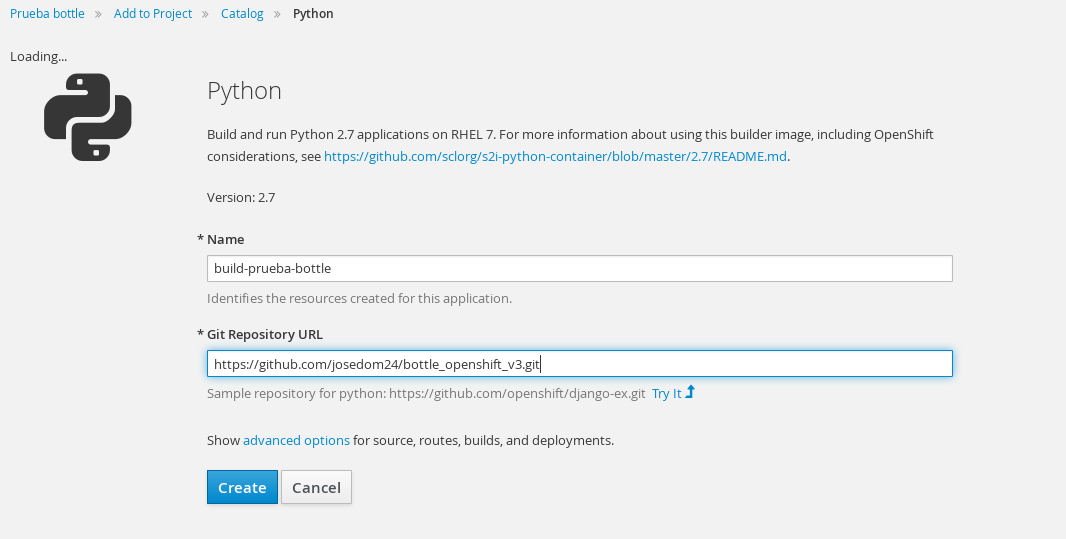 Prueba bottle » Add to Project » Catalog » Python
Loading...
Python
Build and run Python 2.7 applications on RHEL 7. For more information about using this builder image, including OpenShift
considerations, see https://github.com/sclorg/s2i-python-container/blob/master/2.7/README.md.
Version: 2.7
* Name
build-prueba-bottle
Identifies the resources created for this application.
* Git Repository URL
https://github.com/josedom24/bottle_openshift_v3.git
Sample repository for python: https://github.com/openshift/django-ex.git Try It
Show advanced options for source, routes, builds, and deployments.
Create Cancel